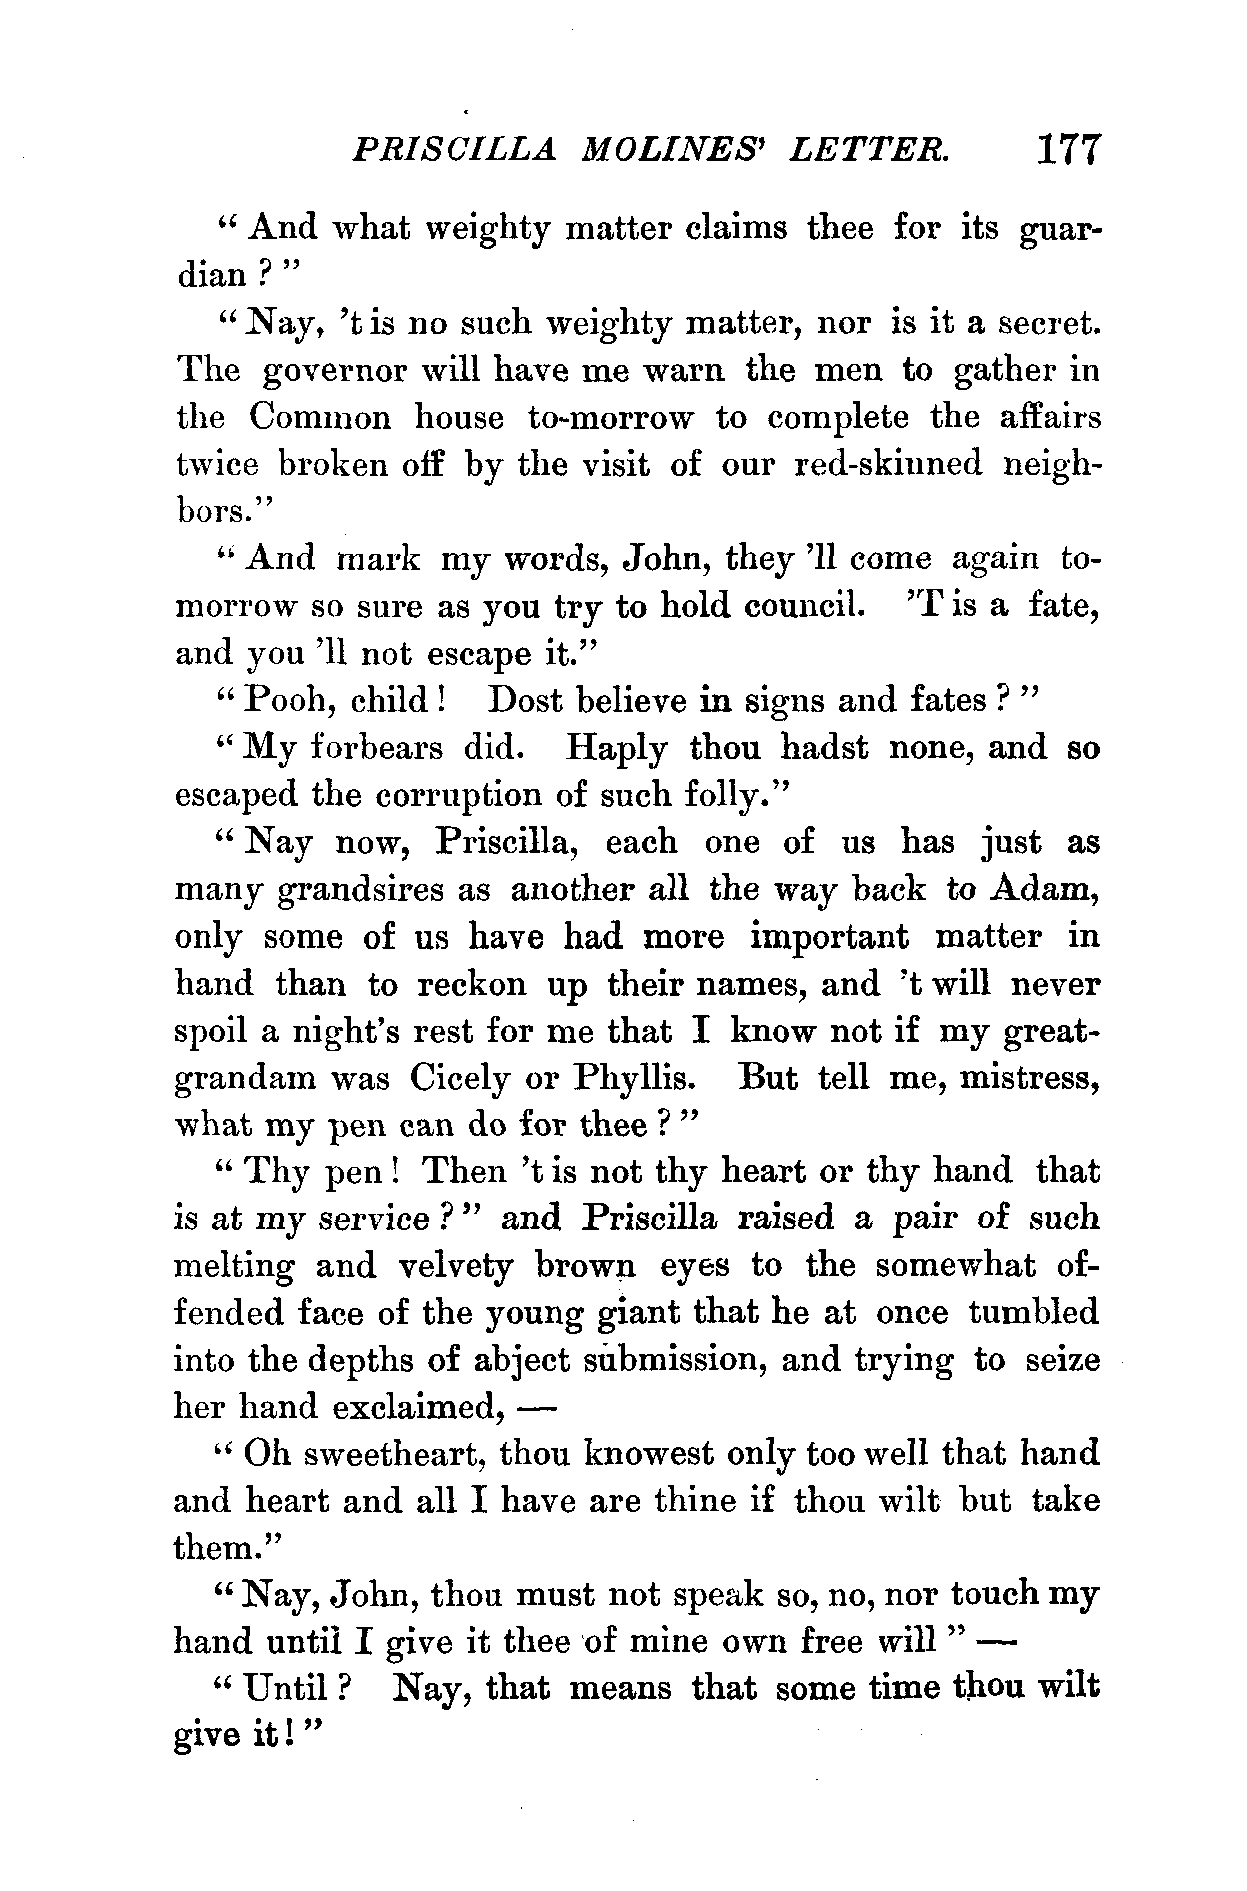 PRISCILLA MOLINES' LETTER. 177
" And what weighty matter claims thee for its guar-
dian ? "
" Nay, 't is no such weighty matter, nor is it a secret.
The governor will have me warn the men to gather in
the Common house to-morrow to complete the affairs
twice broken off by the visit of our red-skinned neigh-
bors."
" And mark my words, John, they 'll come again to-
morrow so sure as you try to hold council. 'T is a fate,
and you 'll not escape it."
" Pooh, child ! Dost believe in signs and fates ? "
" My forbears did. Haply thou hadst none, and so
escaped the corruption of such folly."
" Nay now, Priscilla, each one of us has just as
many grandsires as another all the way back to Adam,
only some of us have had more important matter in
hand than to reckon up their names, and 't will never
spoil a night's rest for me that I know not if my great-
grandam was Cicely or Phyllis. But tell me, mistress,
what my pen can do for thee ? "
" Thy pen ! Then 't is not thy heart or thy hand that
is at my service ? " and Priscilla raised a pair of such
melting and velvety brown eyes to the somewhat of-
fended face of the young giant that he at once tumbled
into the depths of abject submission, and trying to seize
her hand exclaimed, —
" Oh sweetheart, thou knowest only too well that hand
and heart and all I have are thine if thou wilt but take
them."
" Nay, John, thou must not speak so, no, nor touch my
hand until I give it thee of mine own free will " —
" Until ? Nay, that means that some time thou wilt
give it ! "